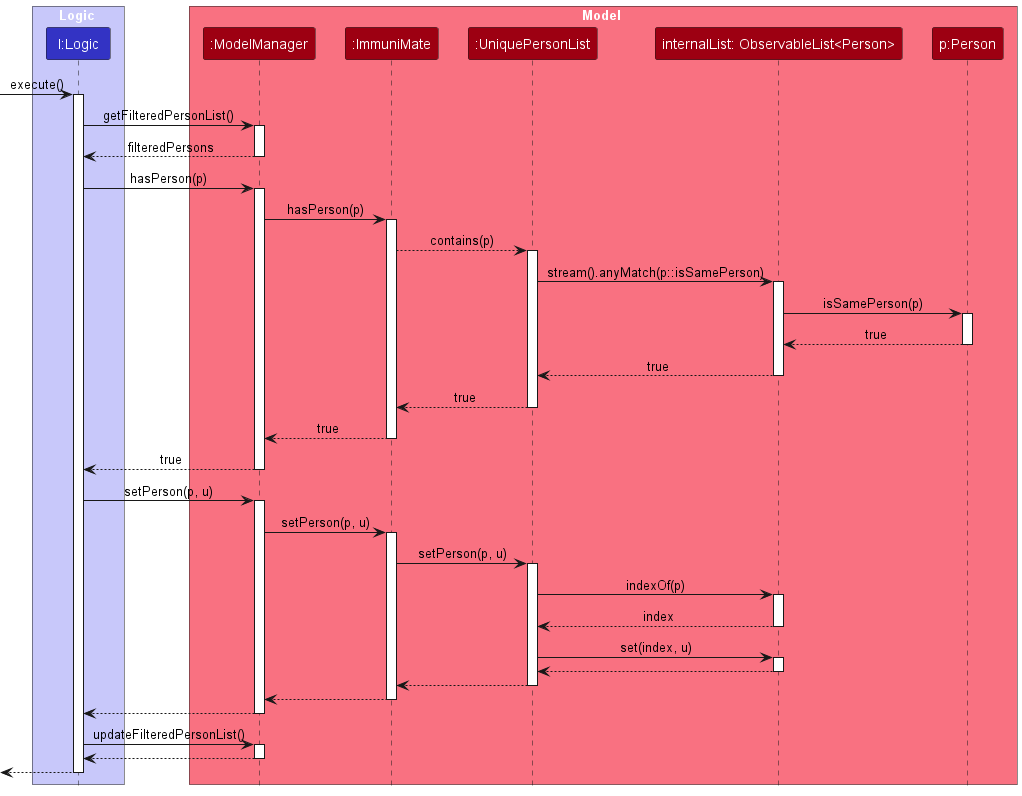 Logic
Model
l:Logic
:ModelManager
:ImmuniMate
:UniquePersonList
internalList: ObservableList<Person>
p:Person
execute()
getFilteredPersonList()
filteredPersons
hasPerson(p)
hasPerson(p)
contains(p)
stream().anyMatch(p::isSamePerson)
isSamePerson(p)
true
true
true
true
true
setPerson(p, u)
setPerson(p, u)
setPerson(p, u)
indexOf(p)
index
set(index, u)
updateFilteredPersonList()